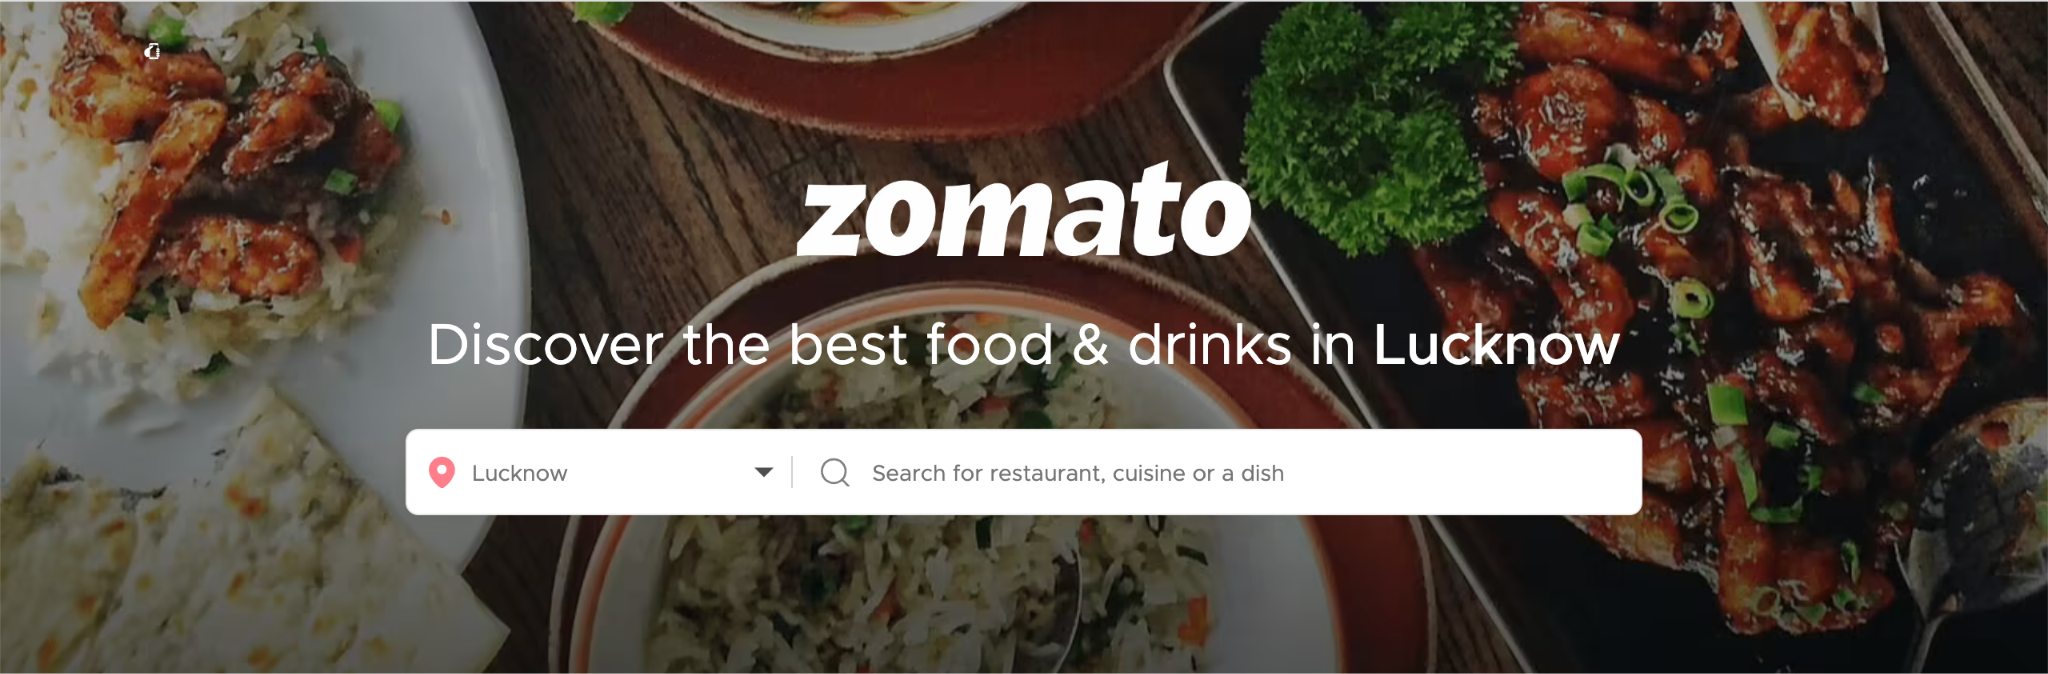 zomato
Discover the best food & drinks in Lucknow
Lucknow
Search for restaurant, cuisine or a dish